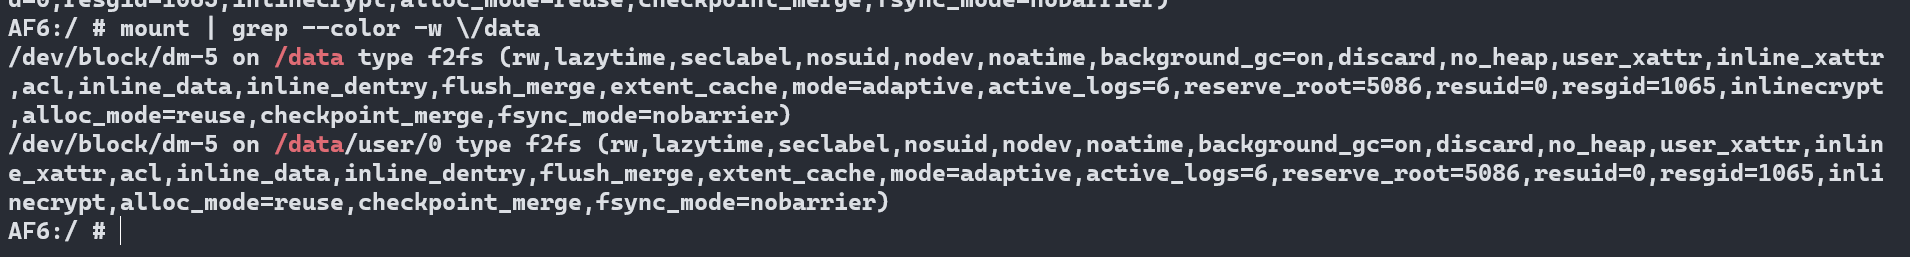 d=0,resgid=1065,inlinecrypt,alloc_mode=reuse,checkpoint_merge,fsync_mode=nobarrier)
AF6:/ # mount | grep --color -w \/data
/dev/block/dm-5 on /data type f2fs (rw,lazytime,seclabel,nosuid,nodev,noatime,background_gc=on,discard,no_heap,user_xattr,inline_xattr
,acl,inline_data,inline_dentry,flush_merge,extent_cache,mode=adaptive,active_logs=6,reserve_root=5086,resuid=0,resgid=1065,inlinecrypt
,alloc_mode=reuse,checkpoint_merge,fsync_mode=nobarrier)
/dev/block/dm-5 on /data/user/0 type f2fs (rw,lazytime,seclabel,nosuid,nodev,noatime,background_gc=on,discard,no_heap,user_xattr,inlin
e_xattr,acl,inline_data,inline_dentry,flush_merge,extent_cache,mode=adaptive,active_logs=6,reserve_root=5086,resuid=0,resgid=1065,inli
necrypt,alloc_mode=reuse,checkpoint_merge,fsync_mode=nobarrier)
AF6:/ #